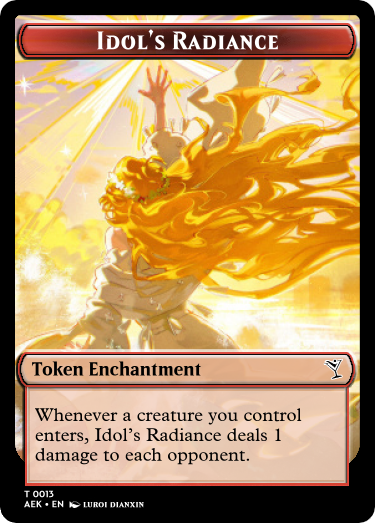 Idol's Radiance
Token Enchantment
Whenever a creature you control
enters, Idol's Radiance deals 1
damage to each opponent.
T 0013
AEK • EN LUROI DIANXIN